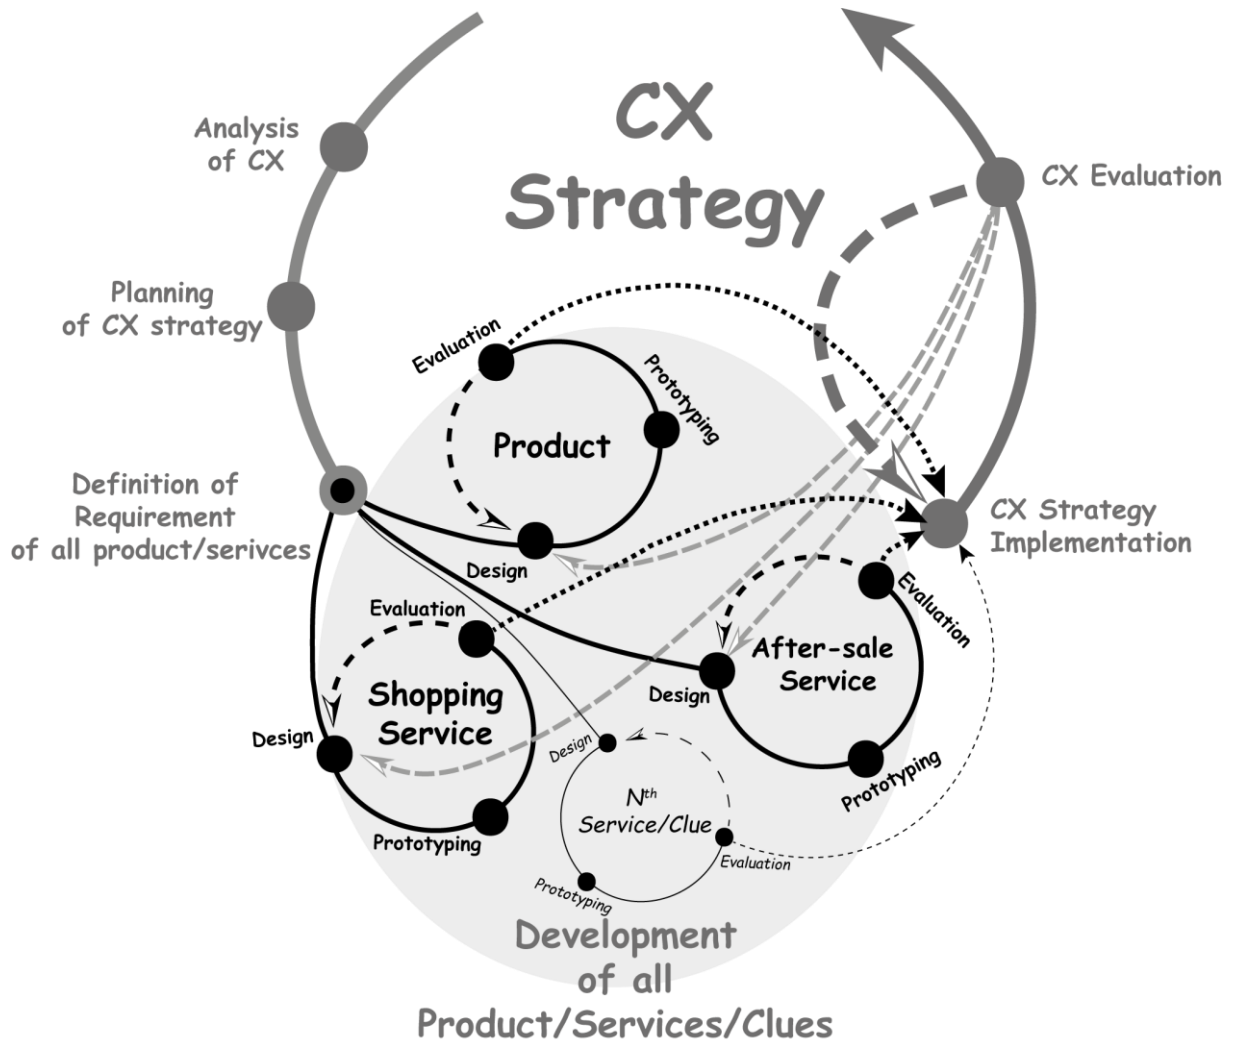 CX
Strategy
Analysis
of CX
CX Evaluation
Planning
of CX strategy
Evaluation
Prototyping
Product
Design
Definition of
Requirement
of all product/serivces
CX Strategy
Implementation
Evaluation
Shopping
Service
Design
Prototyping
Evaluation
After-sale
Service
Design
Prototyping
Design
Nth
Service/Clue
Evaluation
Prototyping
Development
of all
Product/Services/Clues